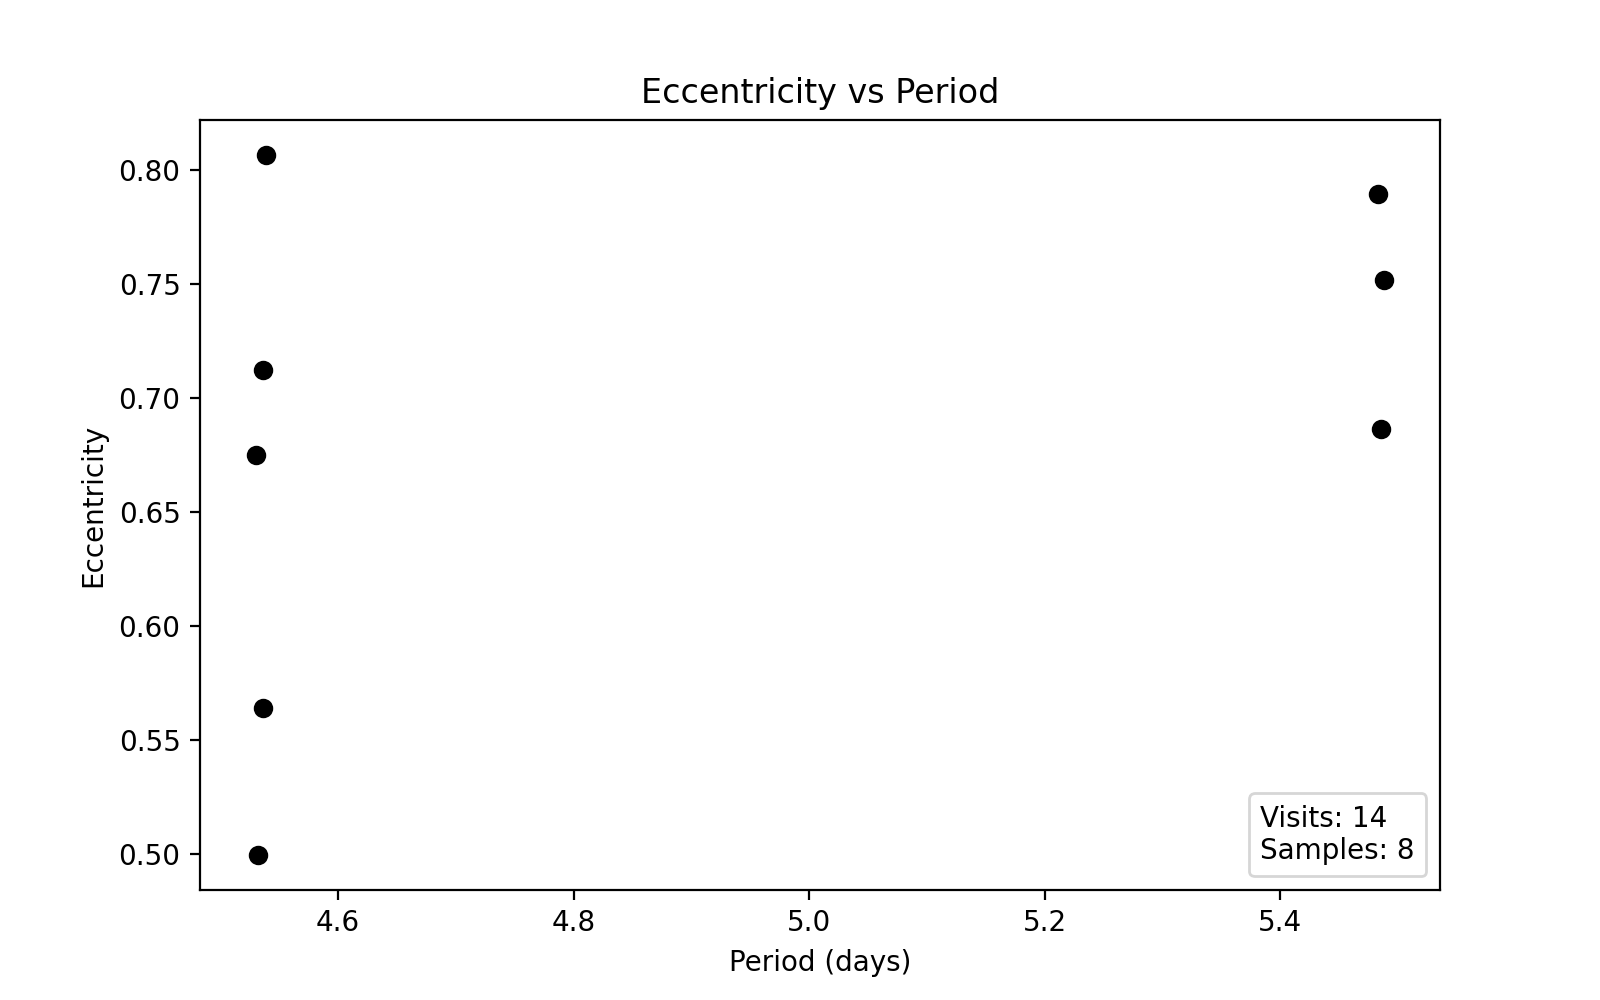 Eccentricity vs Period
Eccentricity
0.80
0.75
0.70
0.65
0.60
0.55
0.50
Visits: 14
Samples: 8
4.6 4.8 5.0 5.2 5.4
Period (days)